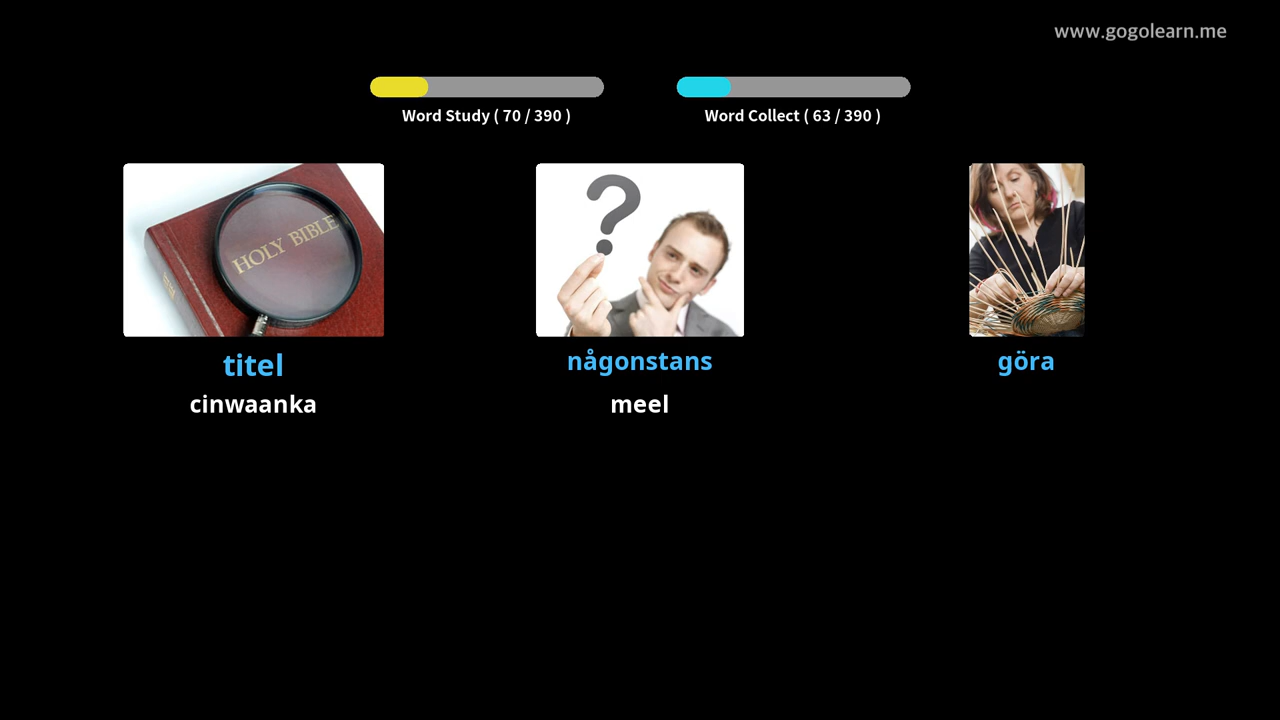 www.gogolearn.me
Word Study ( 70 / 390 )
Word Collect ( 63 / 390 )
HOLY BIBLE
titel
någonstans
göra
cinwaanka
meel